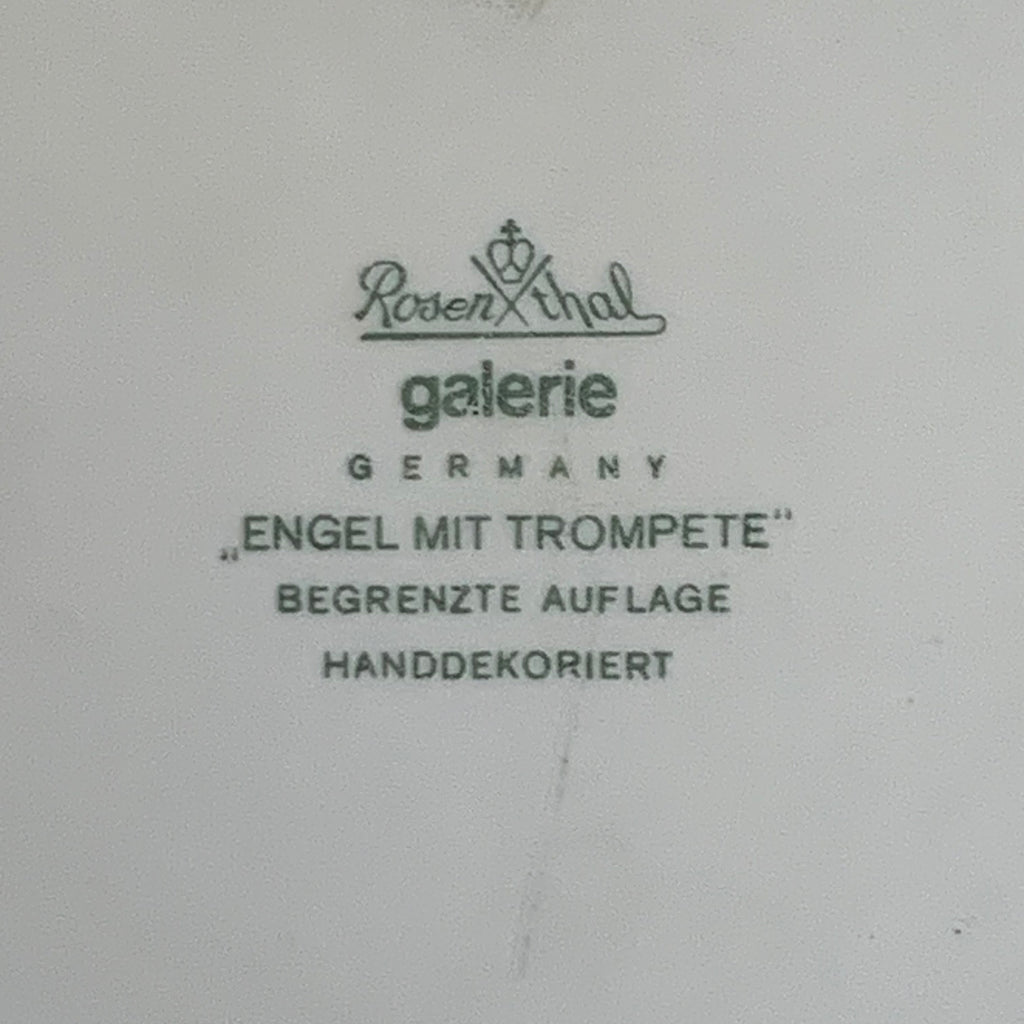 Rosenthal
galerie
GERMANY
„ENGEL MIT TROMPETE“
BEGRENZTE AUFLAGE
HANDDEKORIERT